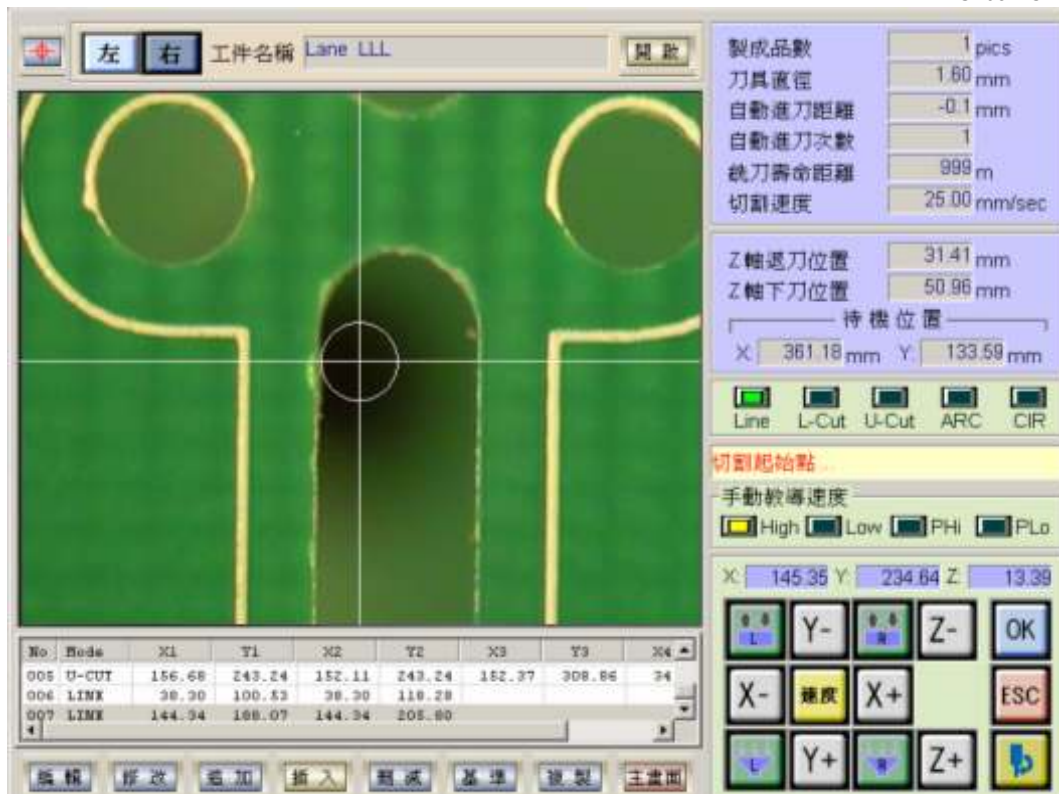 左 右 工件名稱 Lane LLL 開啟
製成品數 1 pics
刀具直徑 1.60 mm
自動進刀距離 -0.1 mm
自動進刀次數 1
銑刀壽命距離 999 m
切割速度 25.00 mm/sec
Z軸退刀位置 31.41 mm
Z軸下刀位置 50.96 mm
待機位置
X: 361.18 mm Y: 133.59 mm
Line L-Cut U-Cut ARC CIR
切割起始點...
手動教導速度
High Low PHi PLo
X: 145.35 Y: 234.64 Z: 13.39
L Y- R Z- OK
X- 速度 X+ ESC
L Y+ R Z+
No Mode X1 Y1 X2 Y2 X3 Y3 X4
005 U-CUT 156.68 243.24 152.11 243.24 152.37 308.86 34
006 LINE 38.30 100.53 38.30 118.28
007 LINE 144.34 188.07 144.34 205.80
編輯 修改 追加 插入 刪減 基準 複製 主畫面